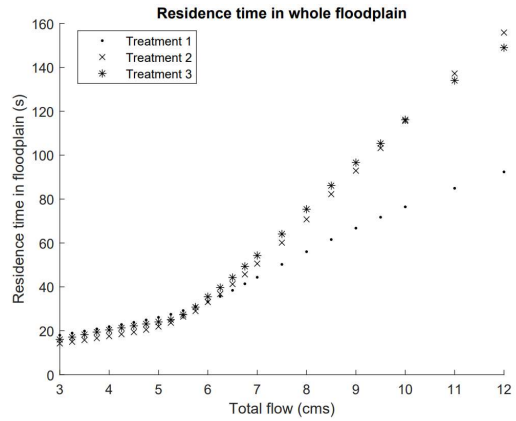 Residence time in whole floodplain
160
140
120
100
80
60
40
20
0
Treatment 1
Treatment 2
Treatment 3
Residence time in floodplain (s)
3 4 5 6 7 8 9 10 11 12
Total flow (cms)